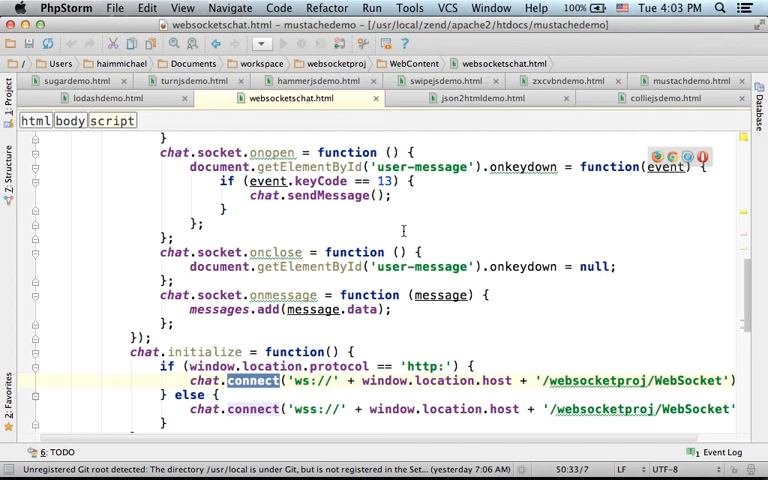 PhpStorm File Edit View Navigate Code Refactor Run Tools VCS Window Help 100% Tue 4:03 PM
websocketschat.html - mustachedemo - [/usr/local/zend/apache2/htdocs/mustachedemo]
/ Users haimmichael Documents workspace websocketproj WebContent websocketschat.html
sugardemo.html turnjsdemo.html hammerjsdemo.html swipejsdemo.html zxcvbndemo.html mustachdemo.html
lodashdemo.html websocketschat.html json2htmldemo.html colliejsdemo.html
html body script
1: Project
Z: Structure
2: Favorites
Database
}
chat.socket.onopen = function () {
document.getElementById('user-message').onkeydown = function(event) {
if (event.keyCode == 13) {
chat.sendMessage();
}
};
};
chat.socket.onclose = function () {
document.getElementById('user-message').onkeydown = null;
};
chat.socket.onmessage = function (message) {
messages.add(message.data);
};
});
chat.initialize = function() {
if (window.location.protocol == 'http:') {
chat.connect('ws://' + window.location.host + '/websocketproj/WebSocket')
} else {
chat.connect('wss://' + window.location.host + '/websocketproj/WebSocket'
}
6: TODO 1 Event Log
Unregistered Git root detected: The directory /usr/local is under Git, but is not registered in the Set... (yesterday 7:06 AM) 50:33/7 LF UTF-8